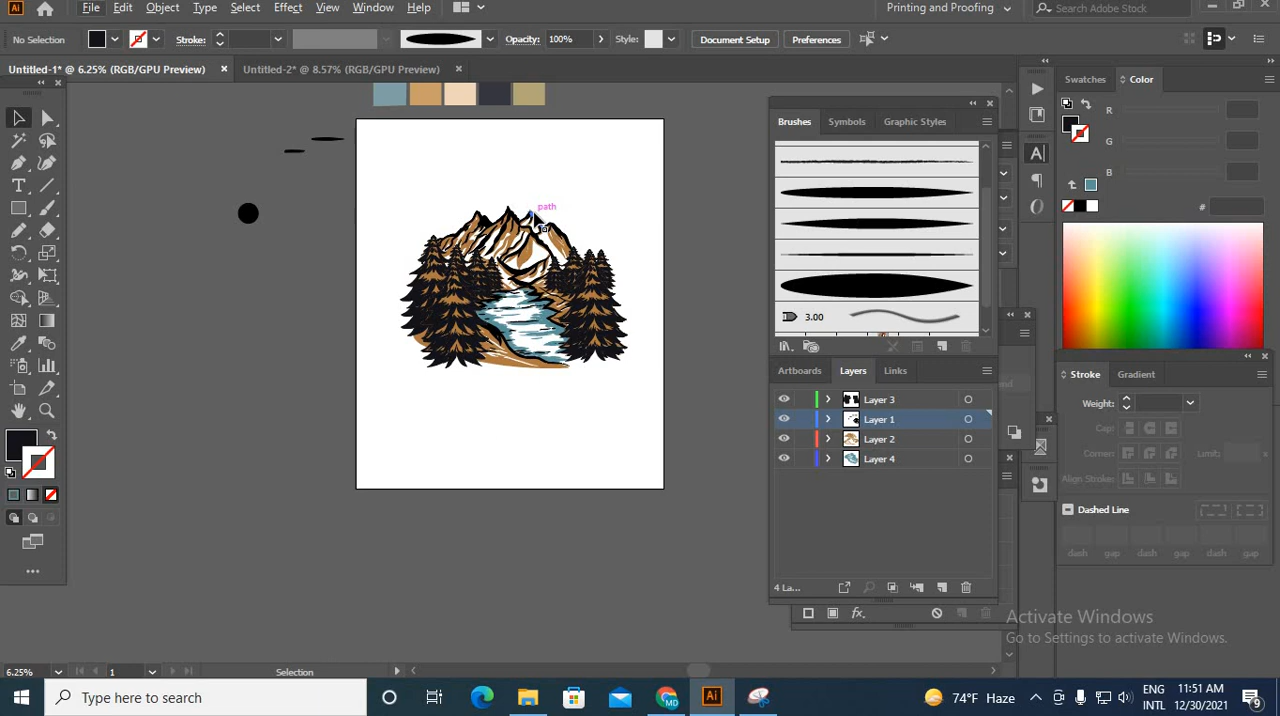 Ai File Edit Object Type Select Effect View Window Help Printing and Proofing Search Adobe Stock
No Selection Stroke: Opacity: 100% Style: Document Setup Preferences
Untitled-1* @ 6.25% (RGB/GPU Preview) × Untitled-2* @ 8.57% (RGB/GPU Preview) ×
Swatches Color
R
G
B
#
Brushes Symbols Graphic Styles
path
3.00
Artboards Layers Links
Layer 3
Layer 1
Layer 2
Layer 4
4 La...
Stroke Gradient
Weight:
Cap:
Corner: Limit:
Align Stroke:
Dashed Line
dash gap dash gap dash gap
fx.
Activate Windows
Go to Settings to activate Windows.
6.25% 1 Selection
Type here to search
MD
Ai
74°F Haze
ENG
INTL
11:51 AM
12/30/2021
9